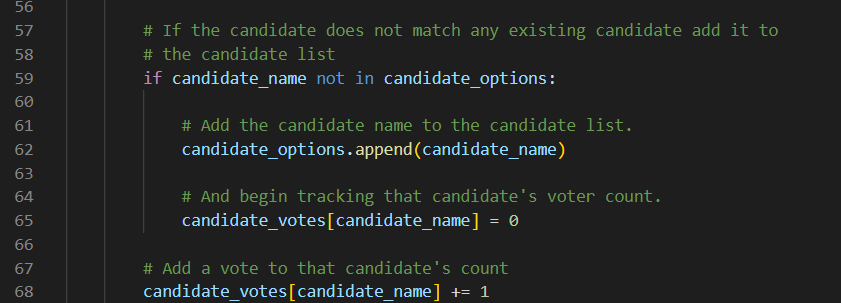 56
57 # If the candidate does not match any existing candidate add it to
58 # the candidate list
59 if candidate_name not in candidate_options:
60
61 # Add the candidate name to the candidate list.
62 candidate_options.append(candidate_name)
63
64 # And begin tracking that candidate's voter count.
65 candidate_votes[candidate_name] = 0
66
67 # Add a vote to that candidate's count
68 candidate_votes[candidate_name] += 1